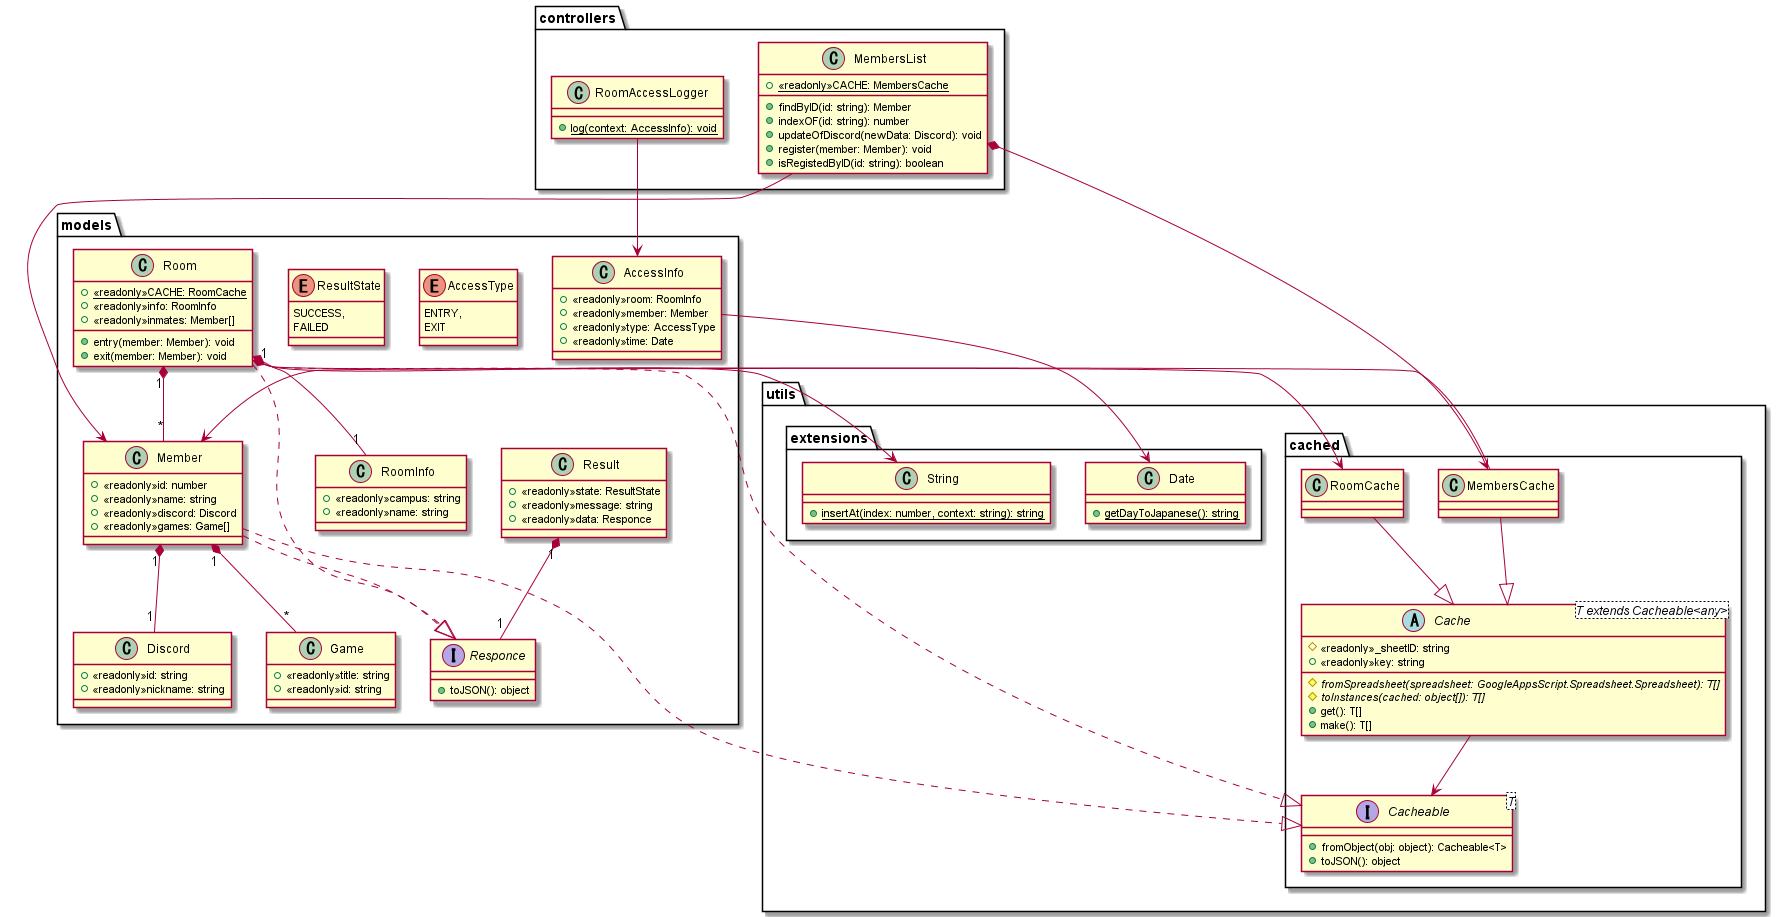 controllers
MembersList
«readonly»CACHE: MembersCache
findByID(id: string): Member
indexOF(id: string): number
updateOfDiscord(newData: Discord): void
register(member: Member): void
isRegistedByID(id: string): boolean
RoomAccessLogger
log(context: AccessInfo): void
models
Room
«readonly»CACHE: RoomCache
«readonly»info: RoomInfo
«readonly»inmates: Member[]
entry(member: Member): void
exit(member: Member): void
ResultState
SUCCESS,
FAILED
AccessType
ENTRY,
EXIT
AccessInfo
«readonly»room: RoomInfo
«readonly»member: Member
«readonly»type: AccessType
«readonly»time: Date
1
1
*
1
Member
«readonly»id: number
«readonly»name: string
«readonly»discord: Discord
«readonly»games: Game[]
RoomInfo
«readonly»campus: string
«readonly»name: string
Result
«readonly»state: ResultState
«readonly»message: string
«readonly»data: Responce
1
1
1
1
*
1
Discord
«readonly»id: string
«readonly»nickname: string
Game
«readonly»title: string
«readonly»id: string
Responce
toJSON(): object
utils
extensions
String
insertAt(index: number, context: string): string
Date
getDayToJapanese(): string
cached
RoomCache
MembersCache
T extends Cacheable<any>
Cache
«readonly»_sheetID: string
«readonly»key: string
fromSpreadsheet(spreadsheet: GoogleAppsScript.Spreadsheet.Spreadsheet): T[]
toInstances(cached: object[]): T[]
get(): T[]
make(): T[]
T
Cacheable
fromObject(obj: object): Cacheable<T>
toJSON(): object